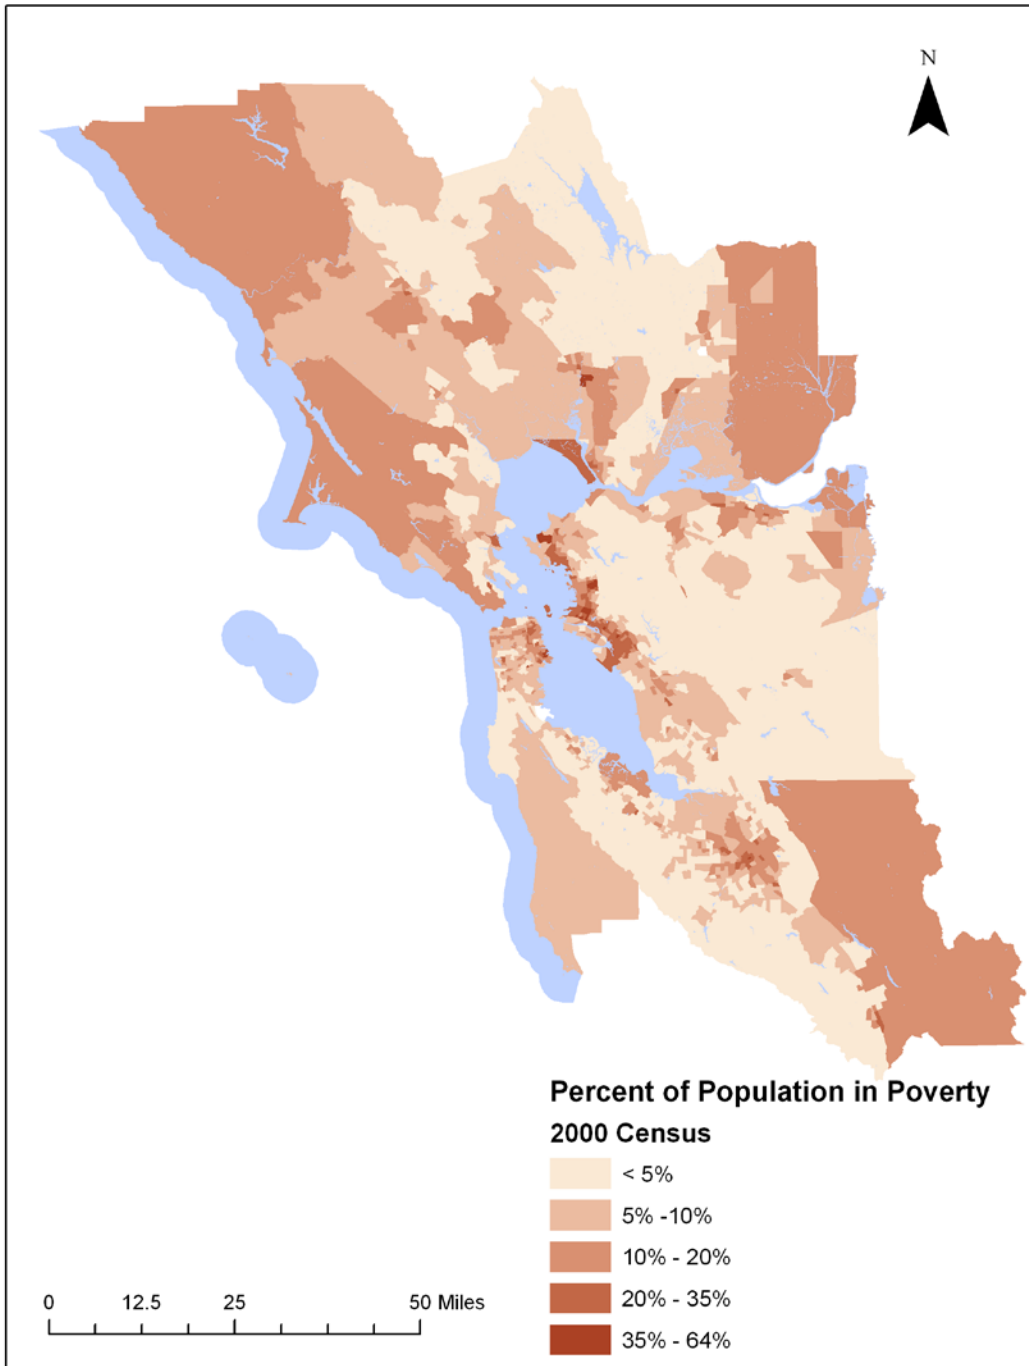 N
Percent of Population in Poverty
2000 Census
< 5%
5% -10%
10% - 20%
20% - 35%
35% - 64%
0 12.5 25 50 Miles